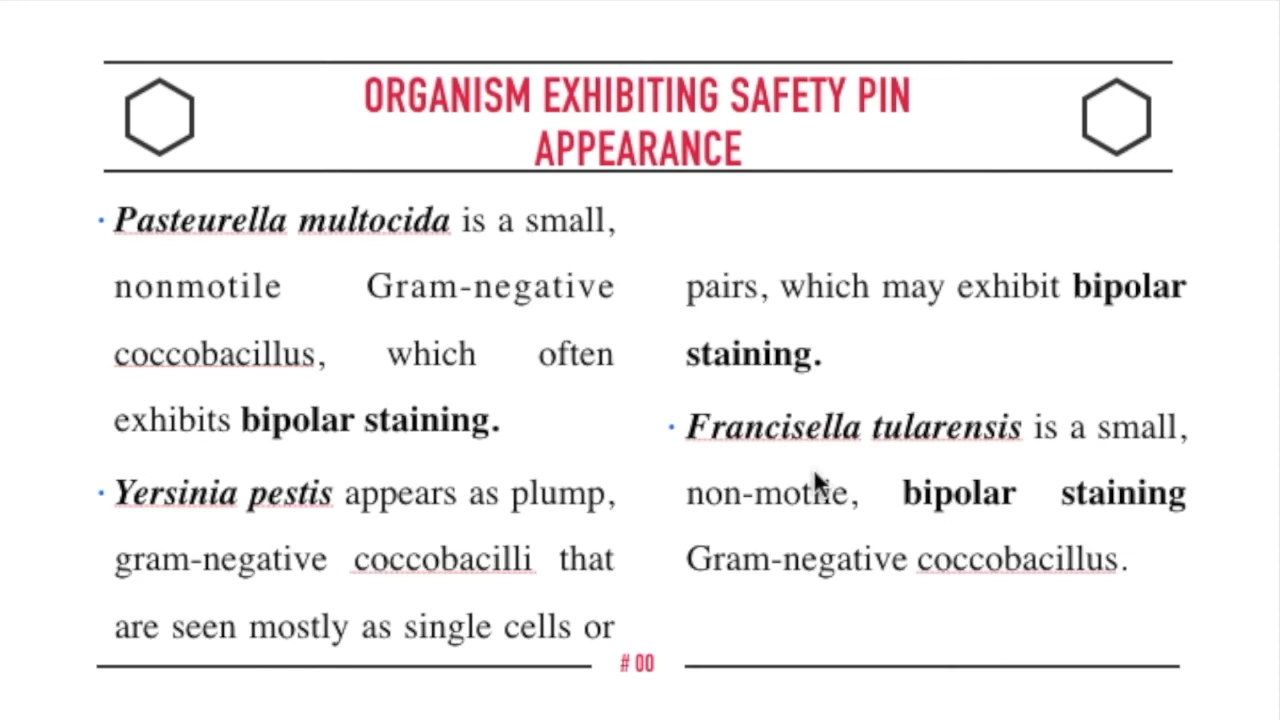 ORGANISM EXHIBITING SAFETY PIN
APPEARANCE
· Pasteurella multocida is a small,
nonmotile Gram-negative
coccobacillus, which often
exhibits bipolar staining.
· Yersinia pestis appears as plump,
gram-negative coccobacilli that
are seen mostly as single cells or
pairs, which may exhibit bipolar
staining.
· Francisella tularensis is a small,
non-motile, bipolar staining
Gram-negative coccobacillus.
# 00